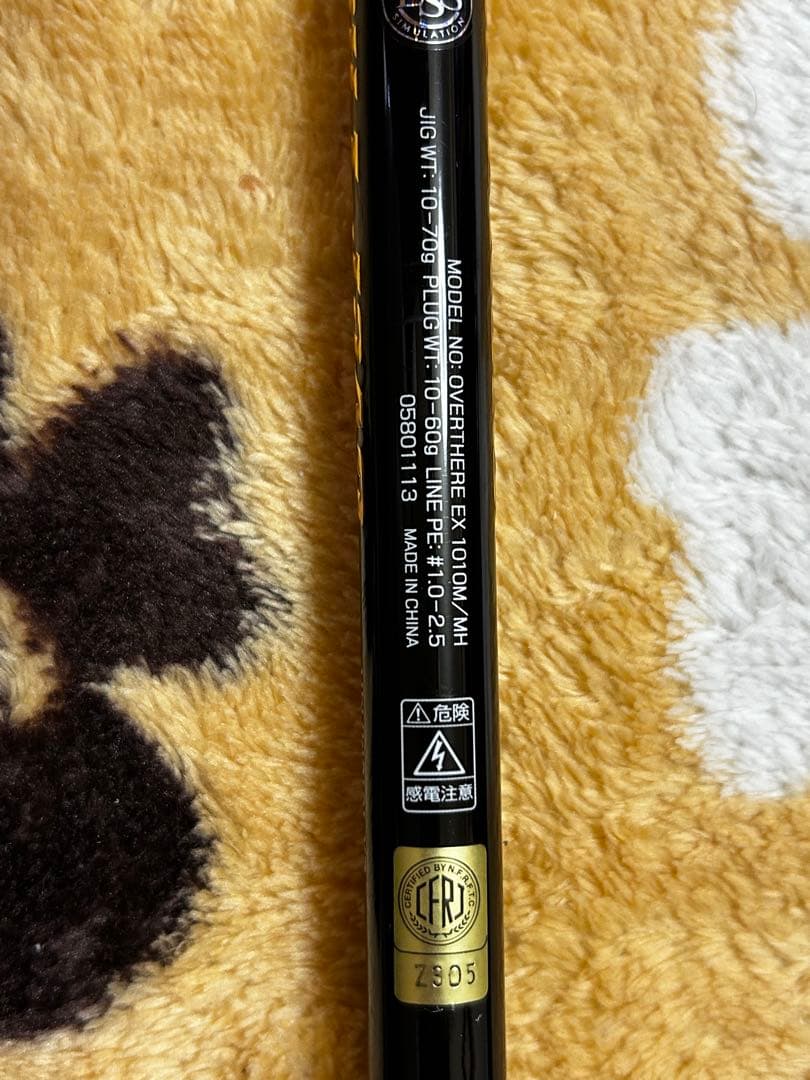 SIMULATION
MODEL NO: OVERTHERE EX 1010M/MH
JIG WT: 10-70g PLUG WT: 10-60g LINE PE: #1.0-2.5
05801113 MADE IN CHINA
危険
感電注意
CERTIFIED BY N.F.R.F.T.C.
CFRJ
Z305